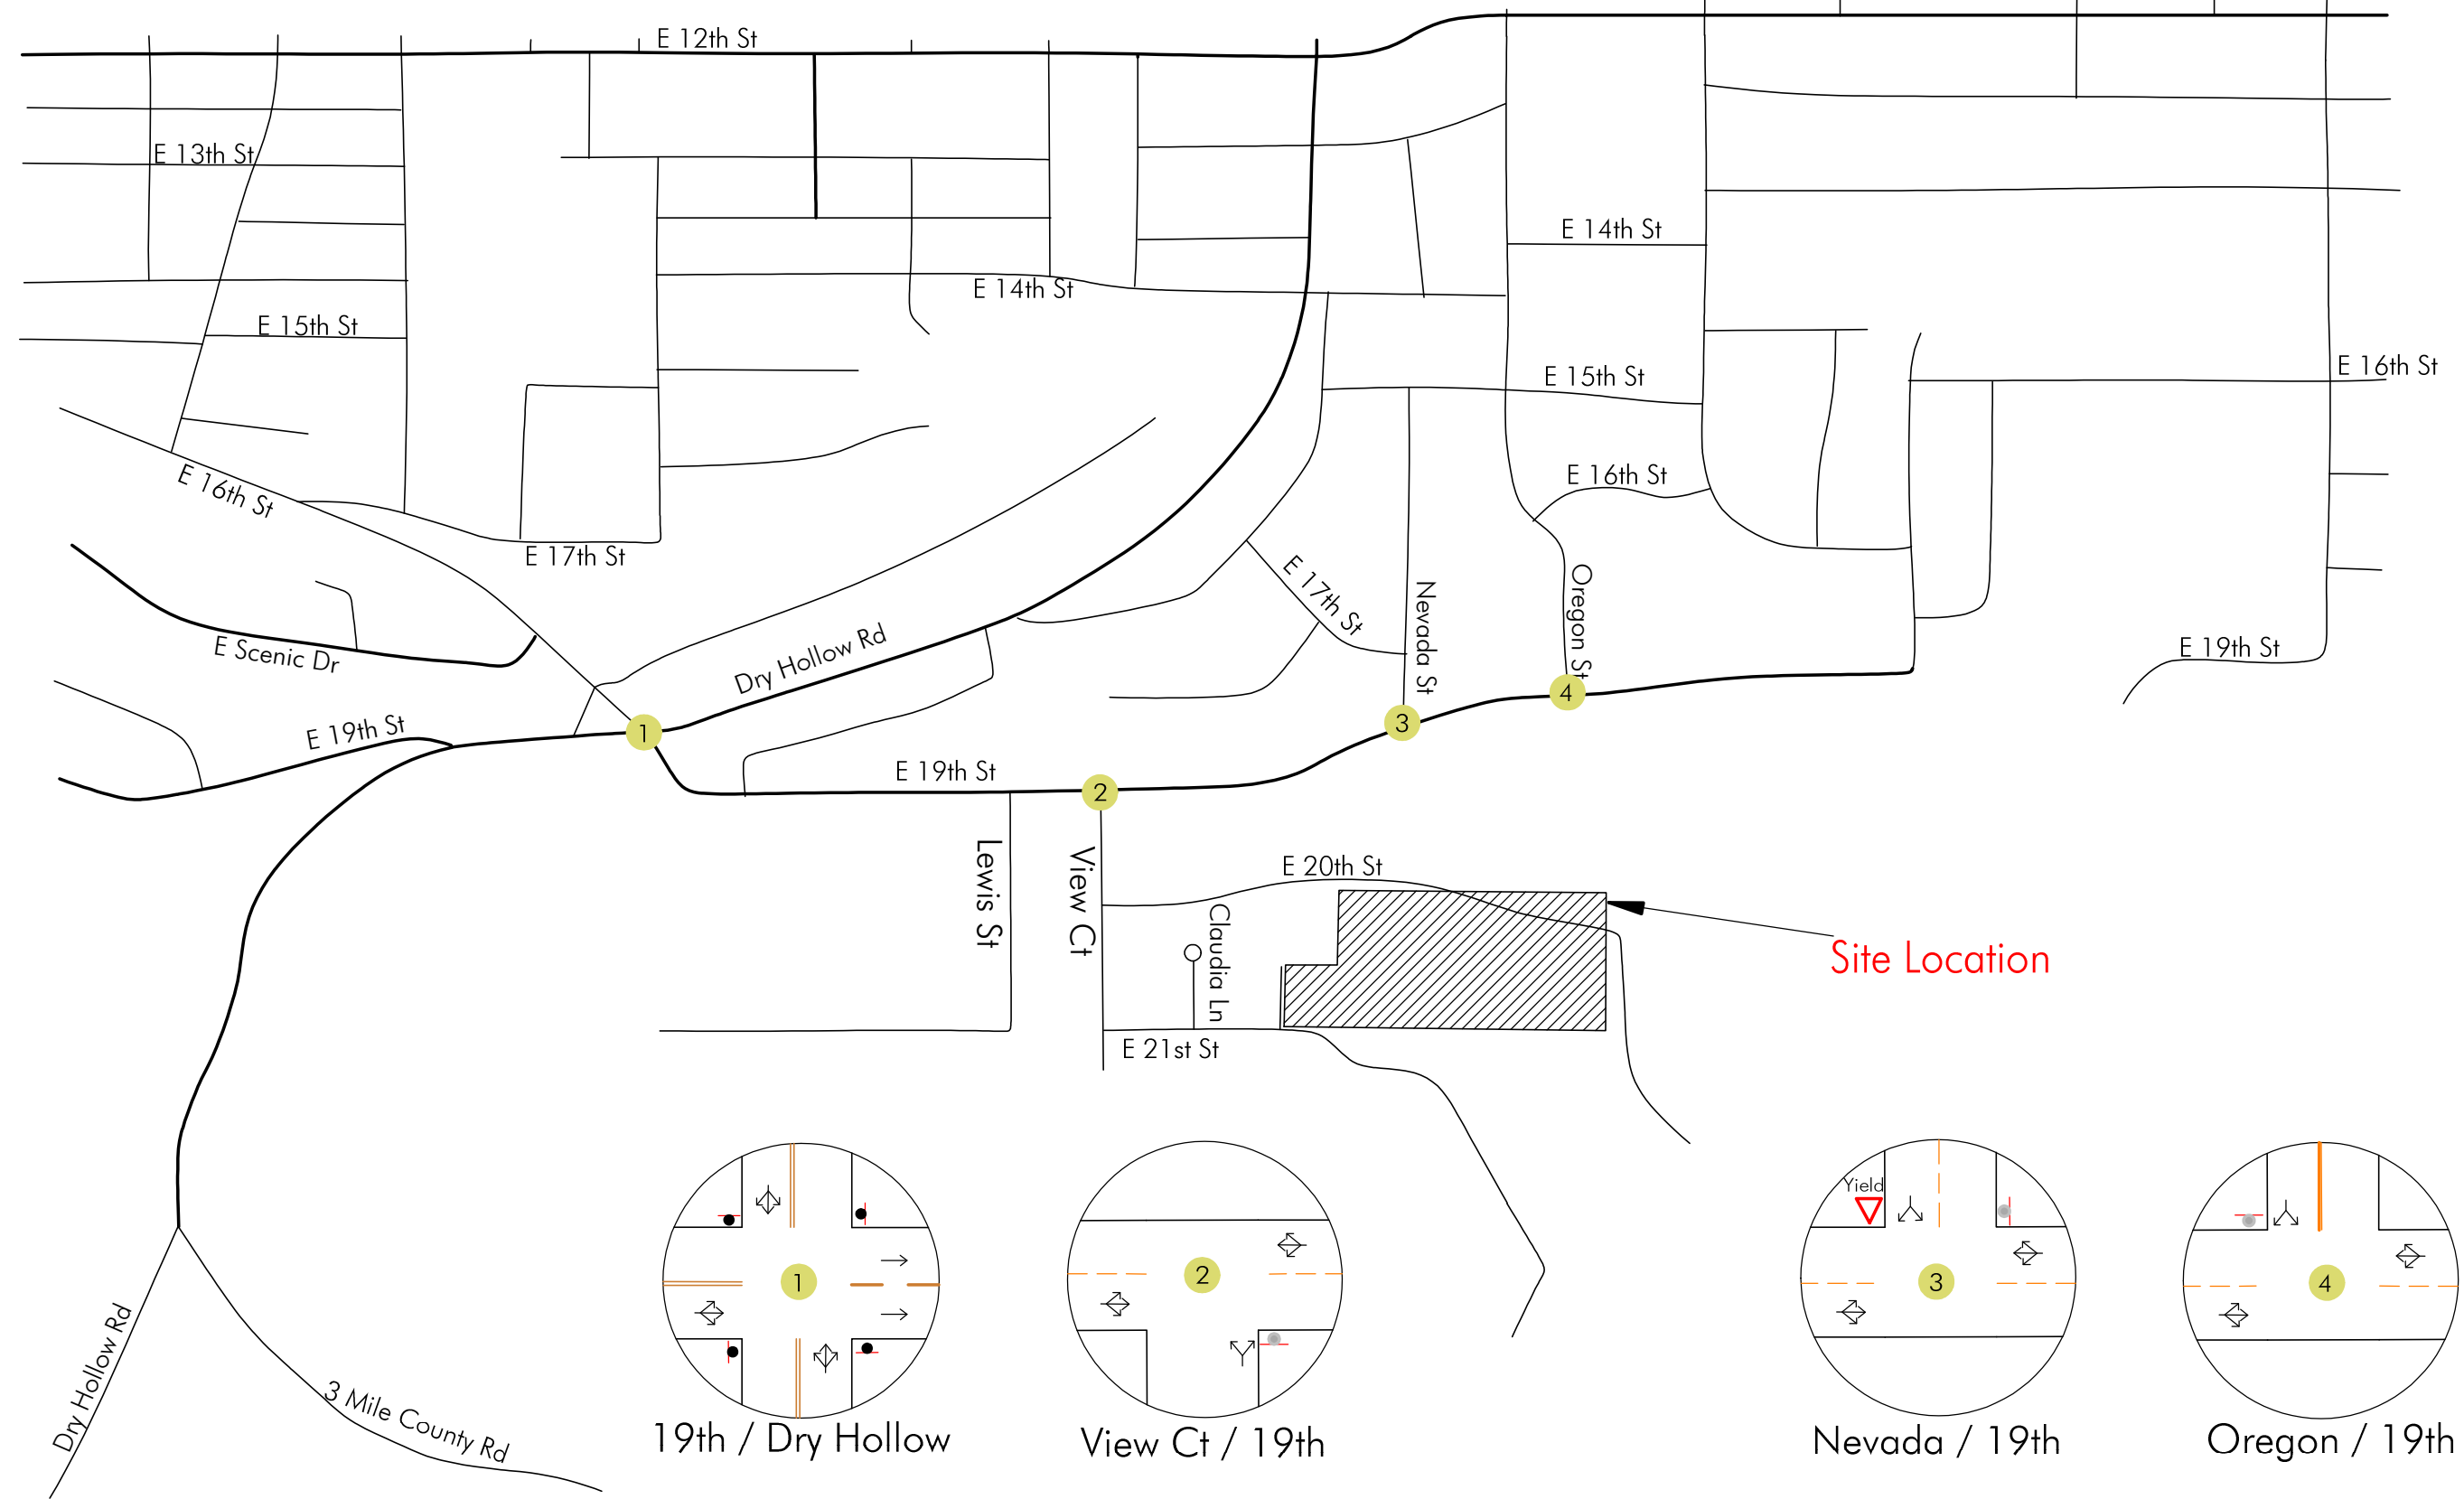 E 12th St
E 13th St
E 14th St
E 14th St
E 15th St
E 16th St
E 15th St
E 16th St
E 16th St
E 17th St
E 17th St
Nevada St
Oregon St
E Scenic Dr
Dry Hollow Rd
E 19th St
E 19th St
4
3
1
E 19th St
2
Lewis St
View Ct
E 20th St
Claudia Ln
Site Location
E 21st St
Yield
1
2
3
4
Dry Hollow Rd
3 Mile County Rd
19th / Dry Hollow
View Ct / 19th
Nevada / 19th
Oregon / 19th